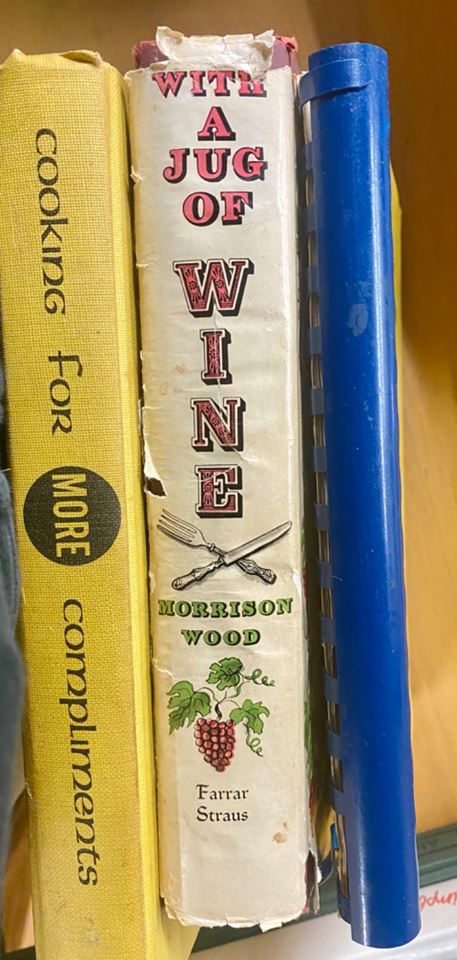 cooking for MORE compliments
WITH
A
JUG
OF
WINE
MORRISON
WOOD
Farrar
Straus